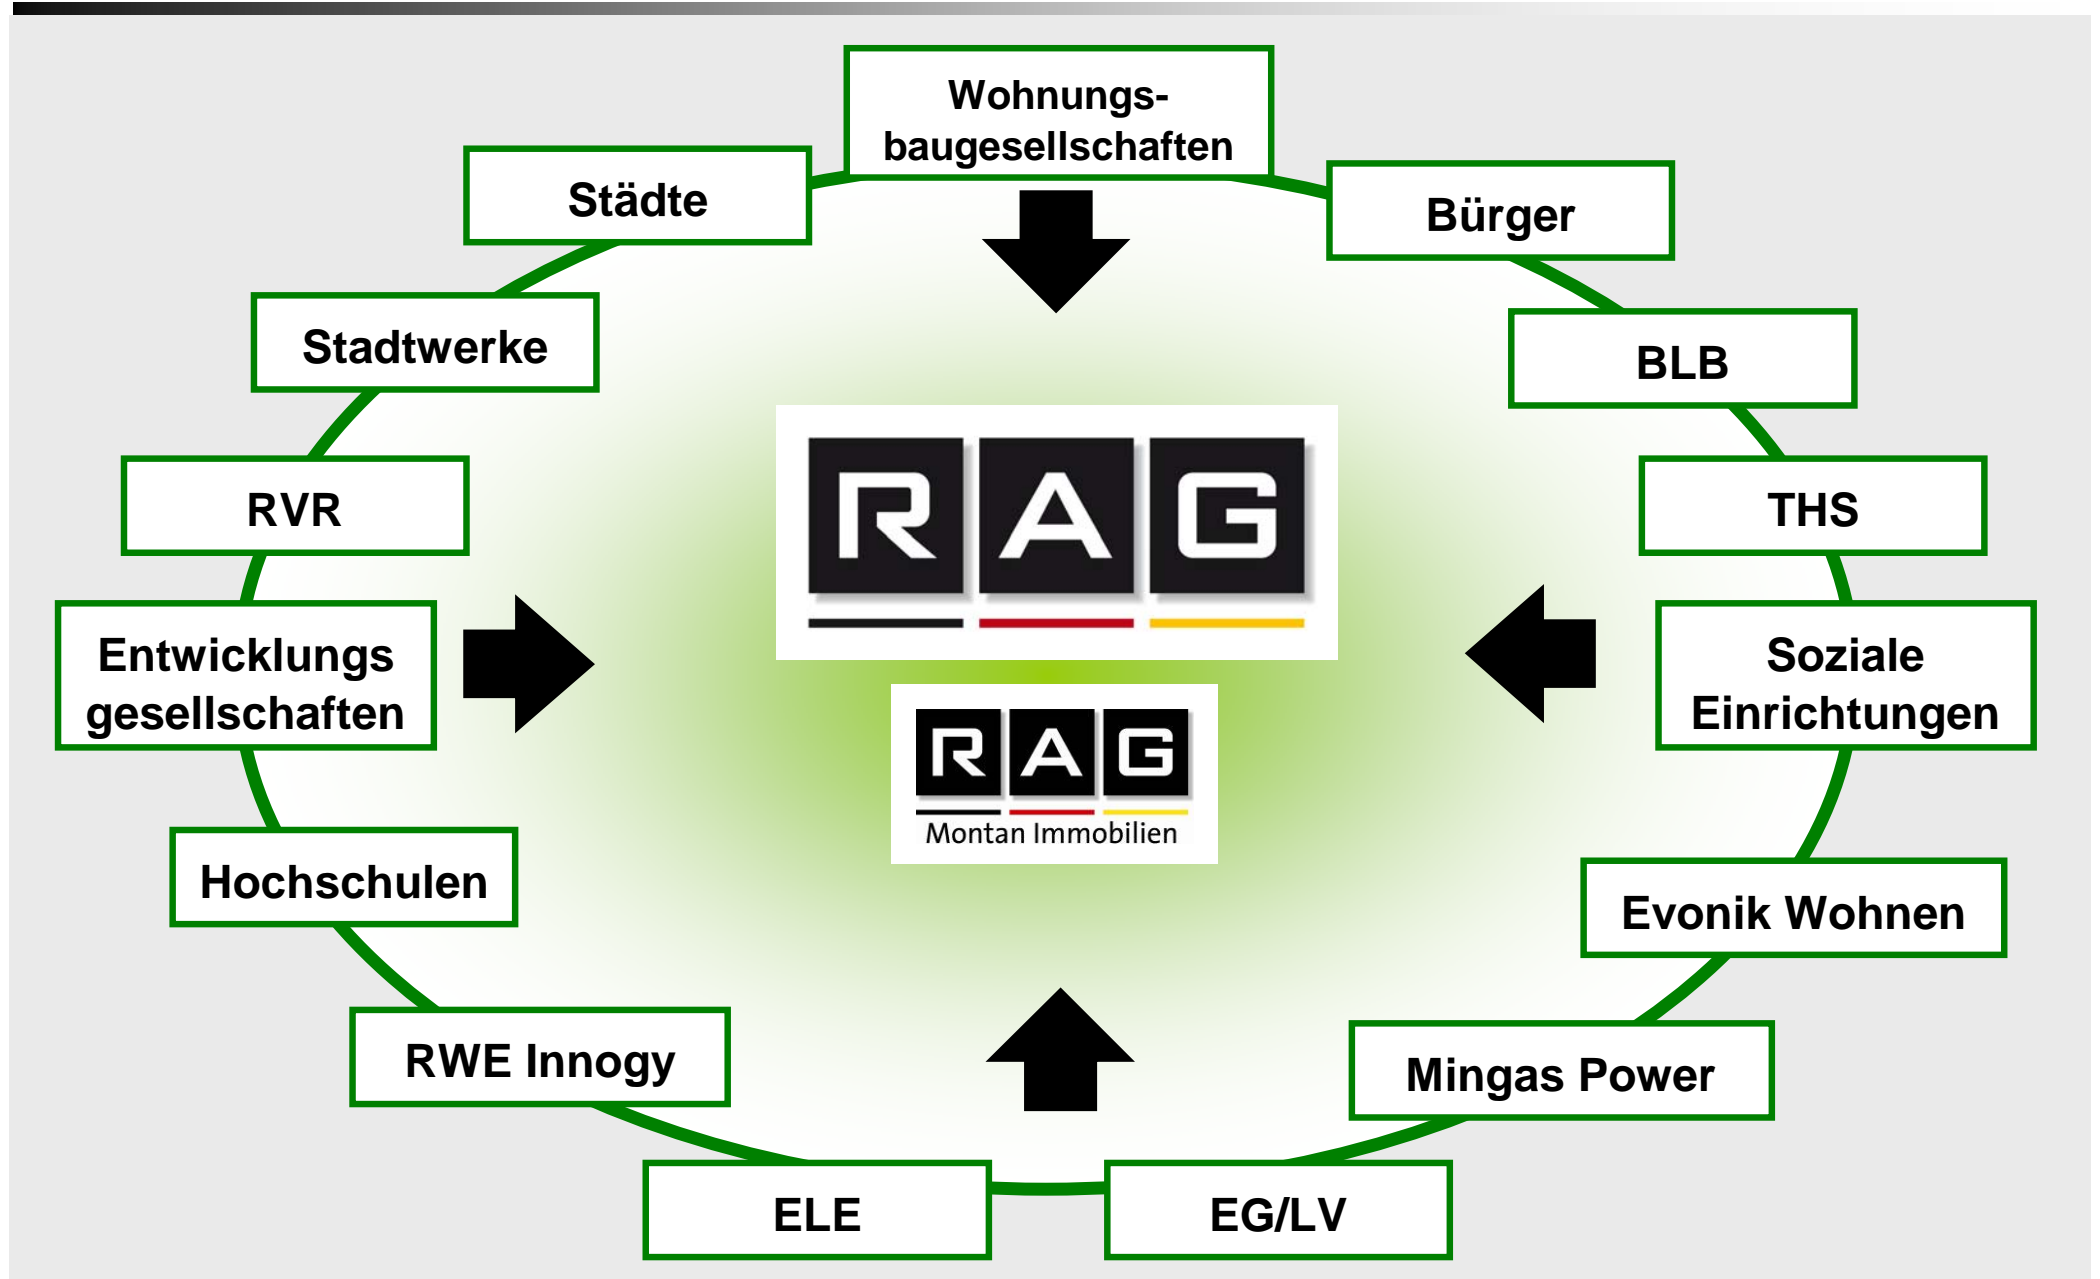 Wohnungs-
baugesellschaften
Städte
Bürger
Stadtwerke
BLB
RAG
RVR
THS
Entwicklungs
gesellschaften
Soziale
Einrichtungen
RAG
Montan Immobilien
Hochschulen
Evonik Wohnen
RWE Innogy
Mingas Power
ELE
EG/LV